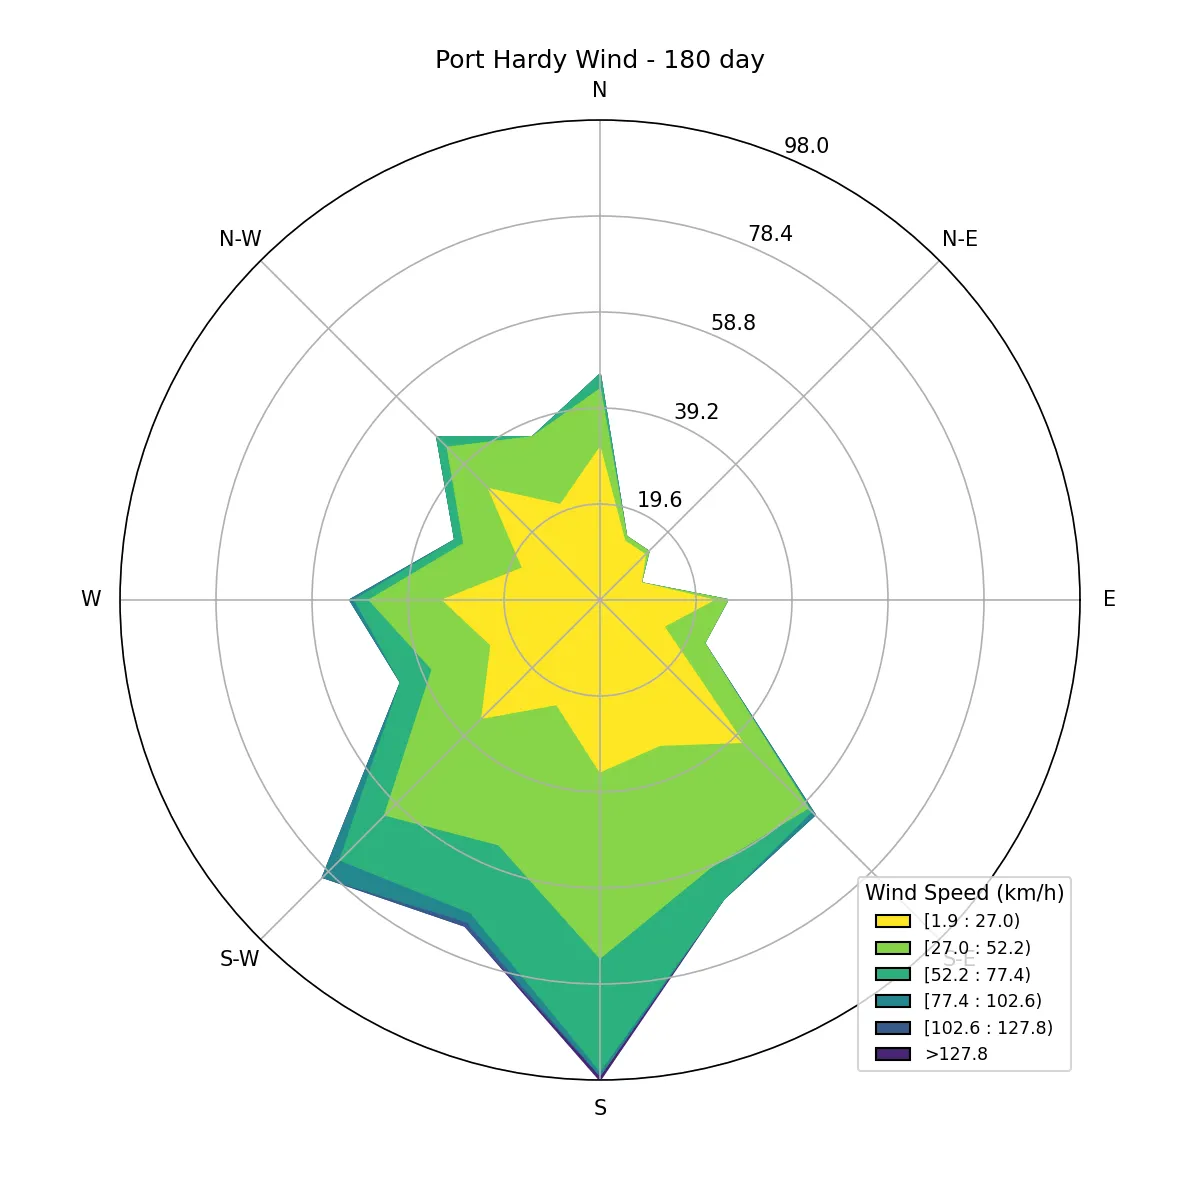 Port Hardy Wind - 180 day
N
98.0
N-W
78.4
N-E
58.8
39.2
19.6
W
E
S-W
S-E
S
Wind Speed (km/h)
[1.9 : 27.0)
[27.0 : 52.2)
[52.2 : 77.4)
[77.4 : 102.6)
[102.6 : 127.8)
>127.8